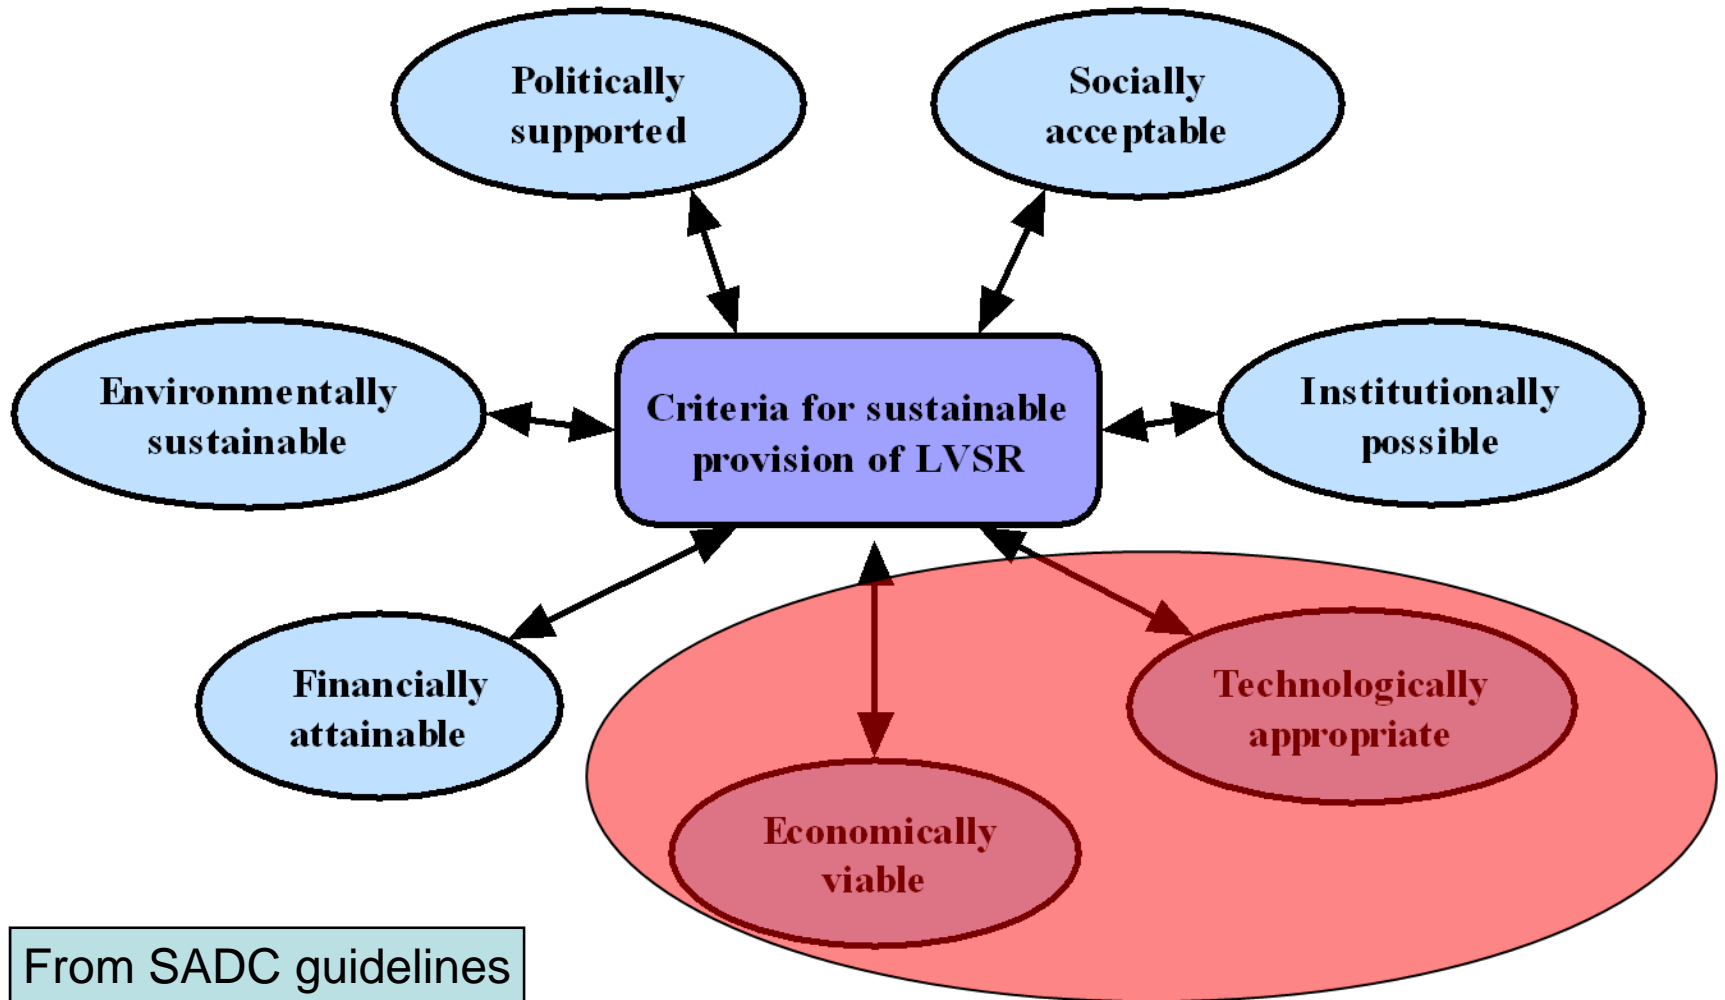 Politically
supported
Socially
acceptable
Environmentally
sustainable
Criteria for sustainable
provision of LVSR
Institutionally
possible
Financially
attainable
Technologically
appropriate
Economically
viable
From SADC guidelines